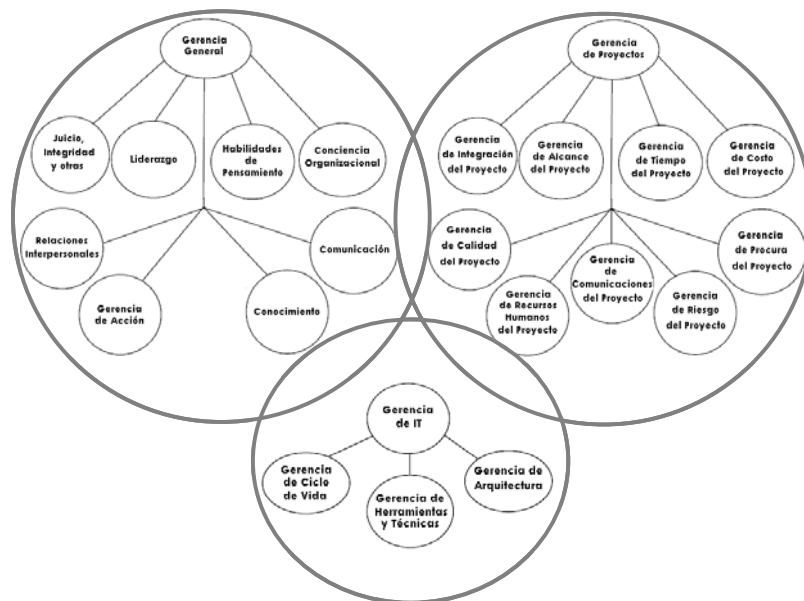 Gerencia
General
Juicio,
Integridad
y otras
Liderazgo
Habilidades
de
Pensamiento
Conciencia
Organizacional
Relaciones
Interpersonales
Comunicación
Gerencia
de Acción
Conocimiento
Gerencia
de Proyectos
Gerencia
de Integración
del Proyecto
Gerencia
de Alcance
del Proyecto
Gerencia
de Tiempo
del Proyecto
Gerencia
de Costo
del Proyecto
Gerencia
de Calidad
del Proyecto
Gerencia
de Procura
del Proyecto
Gerencia
de Recursos
Humanos
del Proyecto
Gerencia
de
Comunicaciones
del Proyecto
Gerencia
de Riesgo
del Proyecto
Gerencia
de IT
Gerencia
de Ciclo
de Vida
Gerencia de
Herramientas
y Técnicas
Gerencia de
Arquitectura